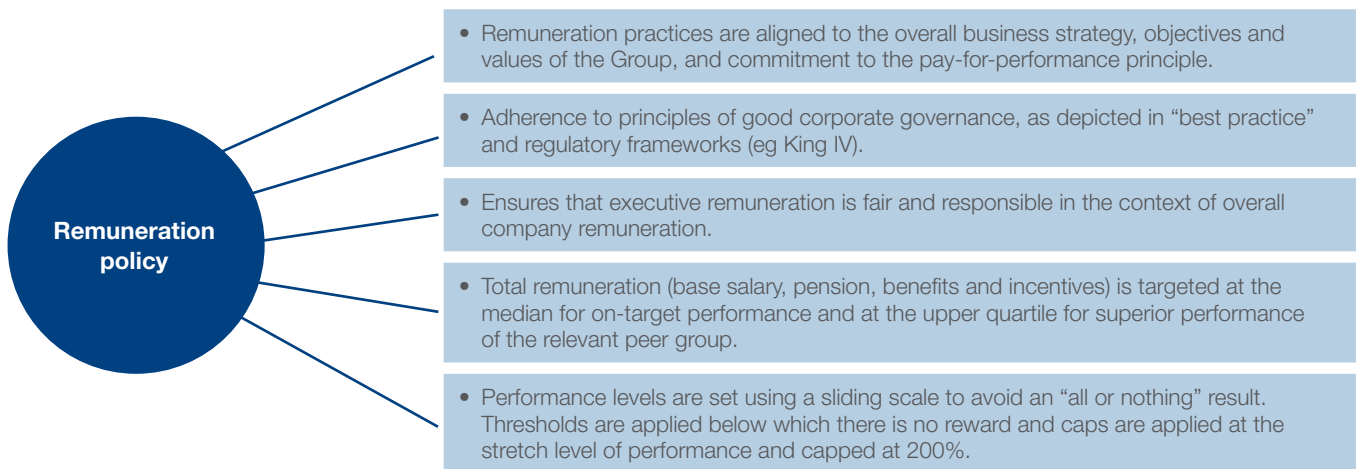 Remuneration
policy
• Remuneration practices are aligned to the overall business strategy, objectives and
values of the Group, and commitment to the pay-for-performance principle.
• Adherence to principles of good corporate governance, as depicted in “best practice”
and regulatory frameworks (eg King IV).
• Ensures that executive remuneration is fair and responsible in the context of overall
company remuneration.
• Total remuneration (base salary, pension, benefits and incentives) is targeted at the
median for on-target performance and at the upper quartile for superior performance
of the relevant peer group.
• Performance levels are set using a sliding scale to avoid an “all or nothing” result.
Thresholds are applied below which there is no reward and caps are applied at the
stretch level of performance and capped at 200%.